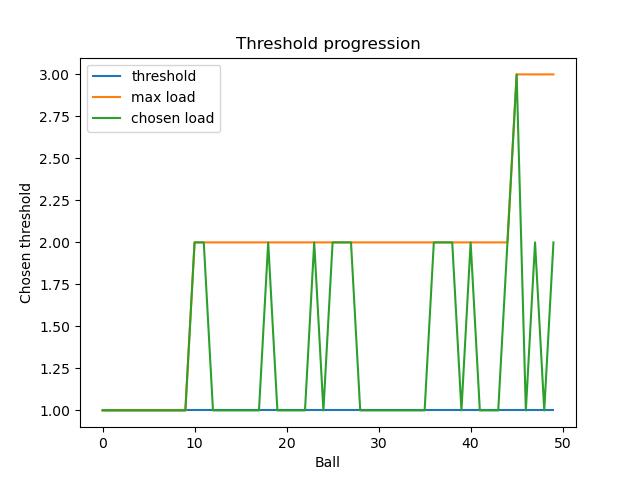 Threshold progression
threshold
max load
chosen load
3.00
2.75
2.50
2.25
2.00
1.75
1.50
1.25
1.00
Chosen threshold
0 10 20 30 40 50
Ball